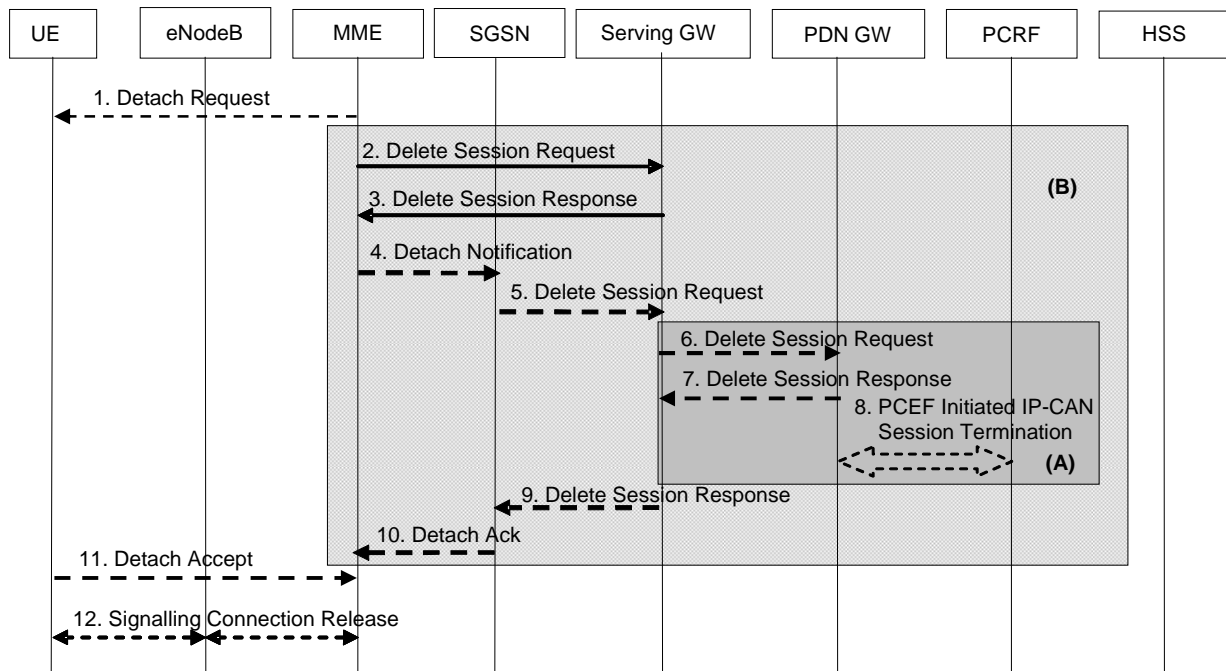 UE
eNodeB
MME
SGSN
Serving GW
PDN GW
PCRF
HSS
1. Detach Request
2. Delete Session Request
(B)
3. Delete Session Response
4. Detach Notification
5. Delete Session Request
6. Delete Session Request
7. Delete Session Response
8. PCEF Initiated IP-CAN
Session Termination
(A)
9. Delete Session Response
10. Detach Ack
11. Detach Accept
12. Signalling Connection Release